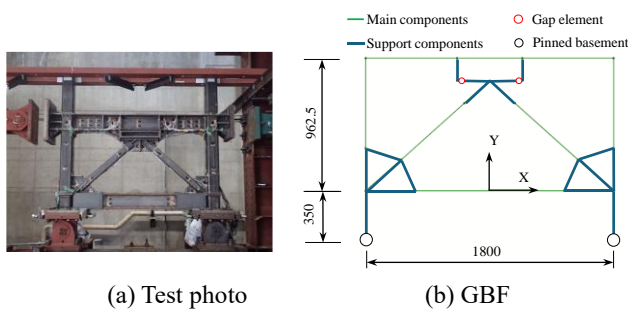 Main components
Gap element
Support components
Pinned basement
962.5
350
Y
X
1800
(a) Test photo
(b) GBF